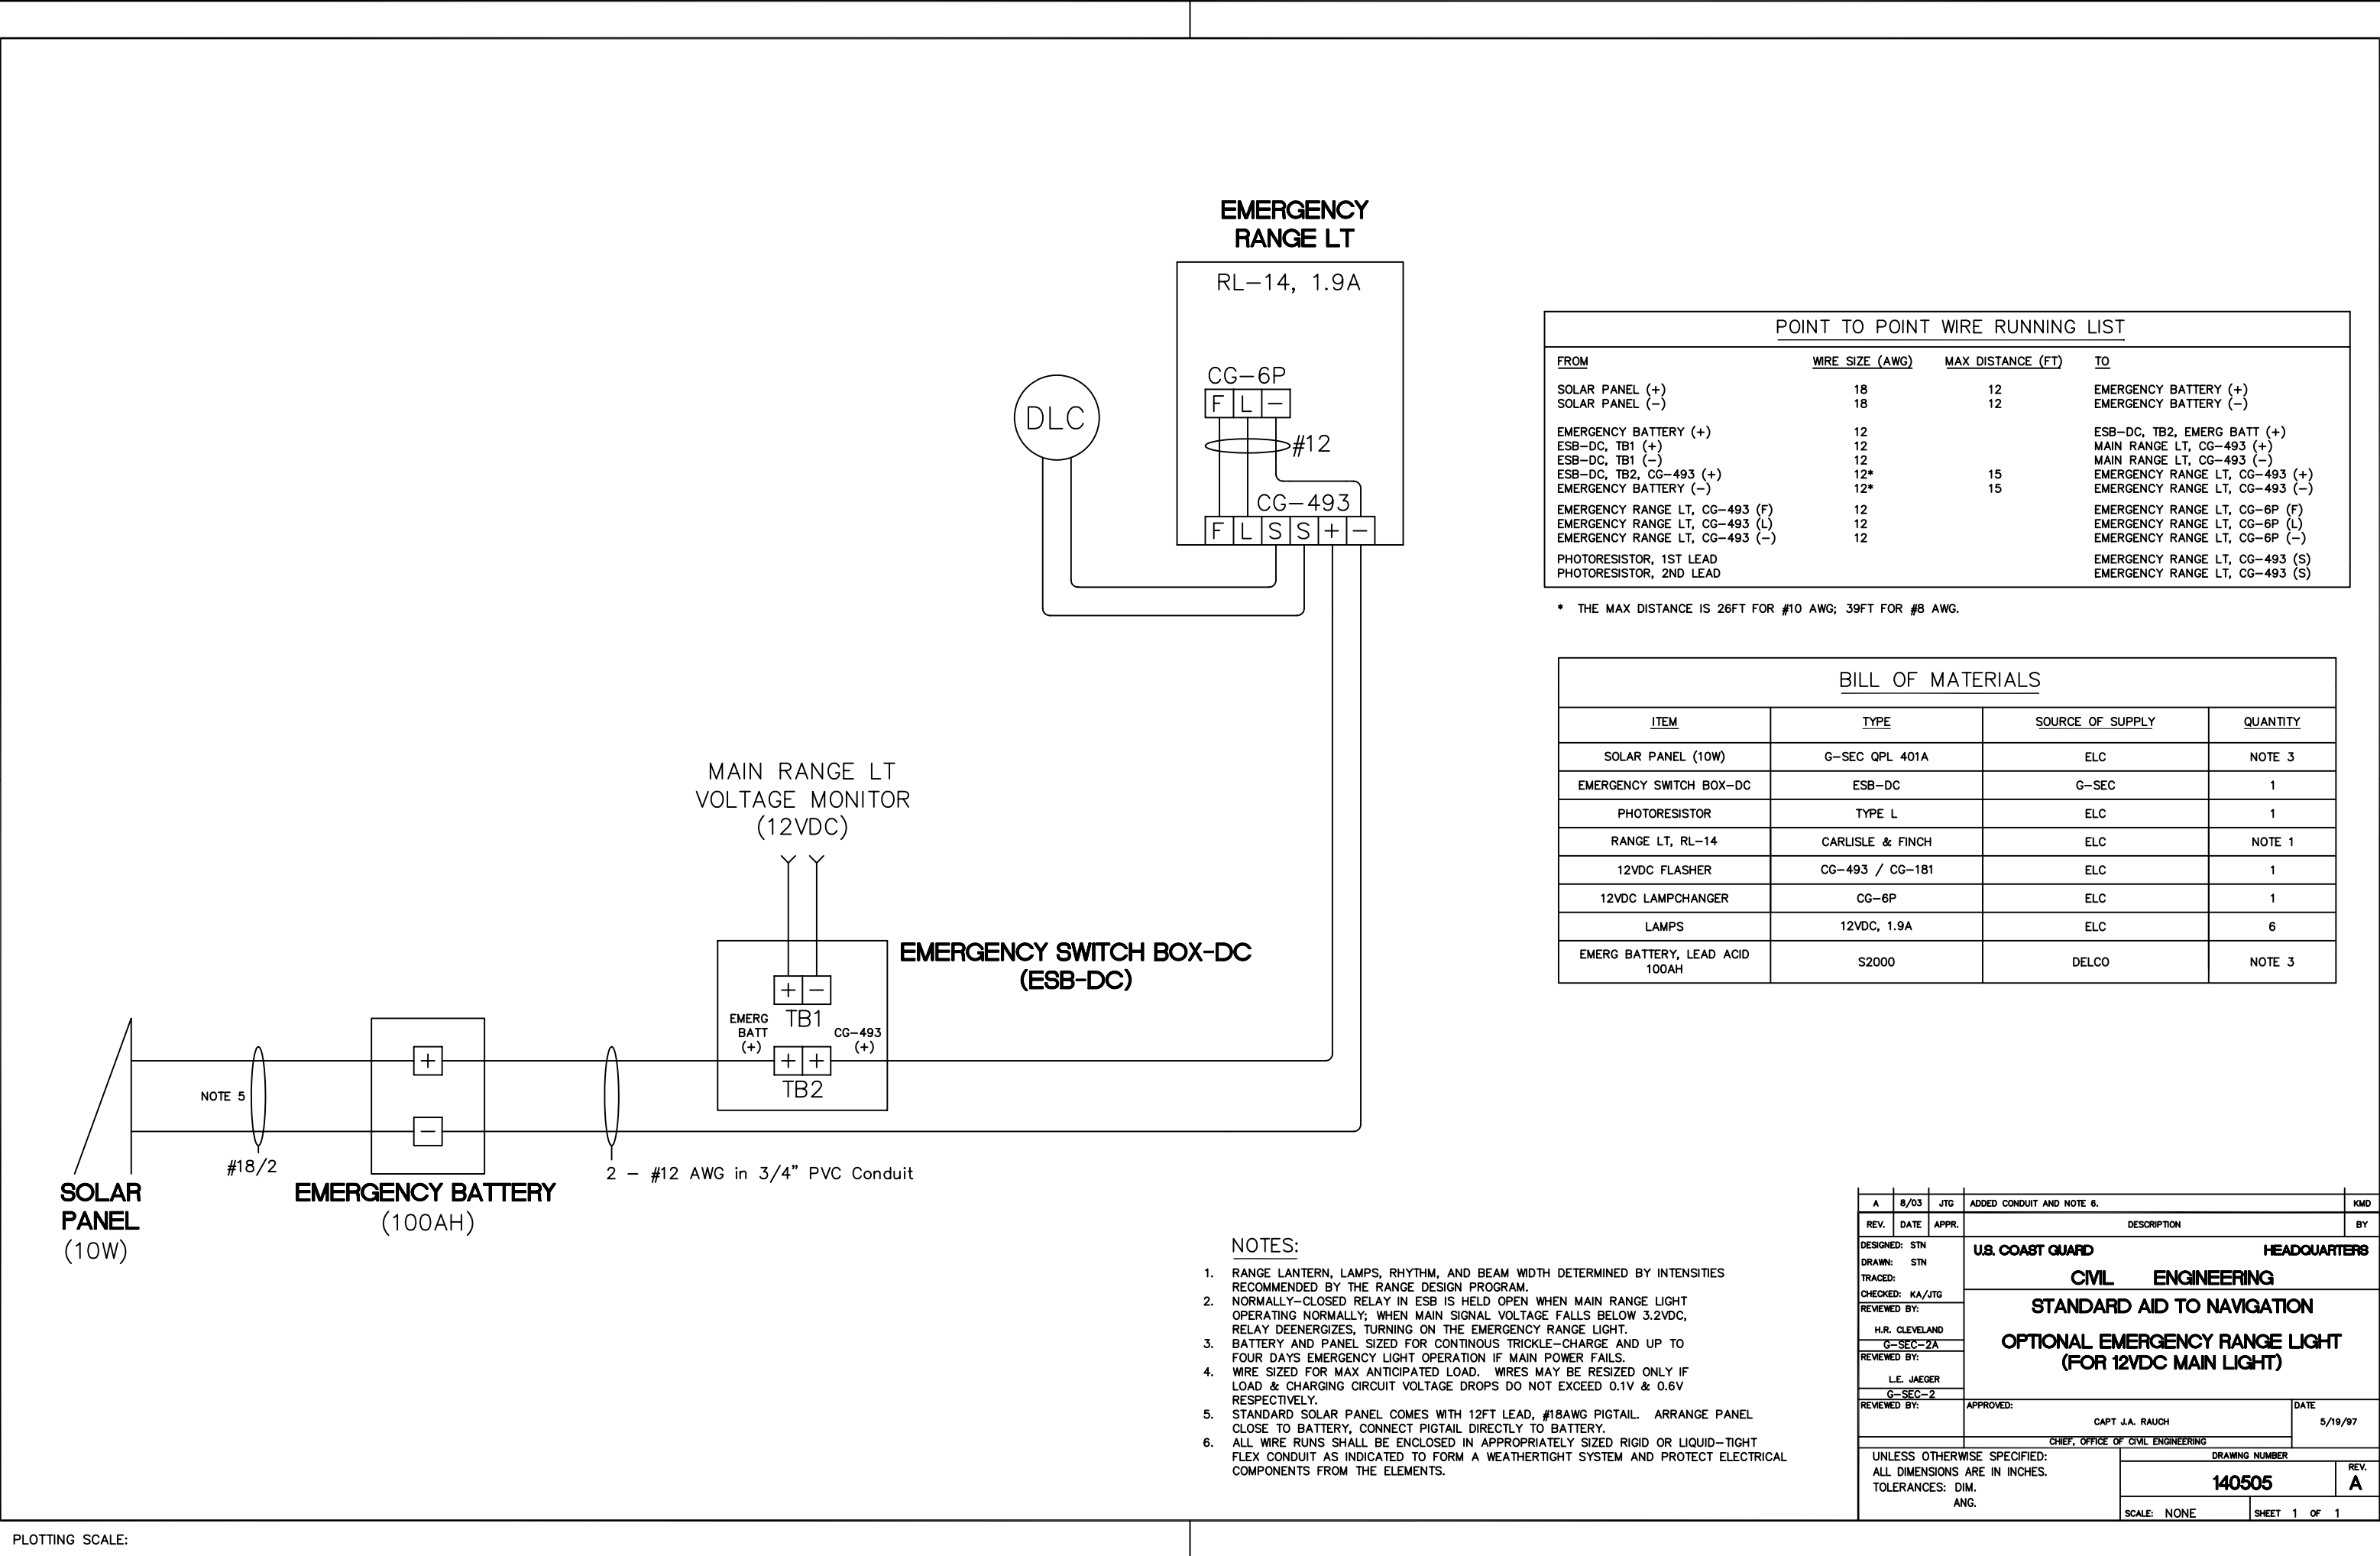 EMERGENCY
RANGE LT
RL-14, 1.9A
CG-6P
F L -
#12
DLC
CG-493
F L S S + -
MAIN RANGE LT
VOLTAGE MONITOR
(12VDC)
EMERGENCY SWITCH BOX-DC
(ESB-DC)
+ -
TB1
EMERG
BATT
(+)
CG-493
(+)
+ +
TB2
NOTE 5
+
-
#18/2
2 - #12 AWG in 3/4" PVC Conduit
SOLAR
PANEL
(10W)
EMERGENCY BATTERY
(100AH)
POINT TO POINT WIRE RUNNING LIST
FROM WIRE SIZE (AWG) MAX DISTANCE (FT) TO
SOLAR PANEL (+) 18 12 EMERGENCY BATTERY (+)
SOLAR PANEL (-) 18 12 EMERGENCY BATTERY (-)
EMERGENCY BATTERY (+) 12 ESB-DC, TB2, EMERG BATT (+)
ESB-DC, TB1 (+) 12 MAIN RANGE LT, CG-493 (+)
ESB-DC, TB1 (-) 12 MAIN RANGE LT, CG-493 (-)
ESB-DC, TB2, CG-493 (+) 12* 15 EMERGENCY RANGE LT, CG-493 (+)
EMERGENCY BATTERY (-) 12* 15 EMERGENCY RANGE LT, CG-493 (-)
EMERGENCY RANGE LT, CG-493 (F) 12 EMERGENCY RANGE LT, CG-6P (F)
EMERGENCY RANGE LT, CG-493 (L) 12 EMERGENCY RANGE LT, CG-6P (L)
EMERGENCY RANGE LT, CG-493 (-) 12 EMERGENCY RANGE LT, CG-6P (-)
PHOTORESISTOR, 1ST LEAD EMERGENCY RANGE LT, CG-493 (S)
PHOTORESISTOR, 2ND LEAD EMERGENCY RANGE LT, CG-493 (S)
* THE MAX DISTANCE IS 26FT FOR #10 AWG; 39FT FOR #8 AWG.
BILL OF MATERIALS
ITEM TYPE SOURCE OF SUPPLY QUANTITY
SOLAR PANEL (10W) G-SEC QPL 401A ELC NOTE 3
EMERGENCY SWITCH BOX-DC ESB-DC G-SEC 1
PHOTORESISTOR TYPE L ELC 1
RANGE LT, RL-14 CARLISLE & FINCH ELC NOTE 1
12VDC FLASHER CG-493 / CG-181 ELC 1
12VDC LAMPCHANGER CG-6P ELC 1
LAMPS 12VDC, 1.9A ELC 6
EMERG BATTERY, LEAD ACID
100AH S2000 DELCO NOTE 3
NOTES:
1. RANGE LANTERN, LAMPS, RHYTHM, AND BEAM WIDTH DETERMINED BY INTENSITIES
RECOMMENDED BY THE RANGE DESIGN PROGRAM.
2. NORMALLY-CLOSED RELAY IN ESB IS HELD OPEN WHEN MAIN RANGE LIGHT
OPERATING NORMALLY; WHEN MAIN SIGNAL VOLTAGE FALLS BELOW 3.2VDC,
RELAY DEENERGIZES, TURNING ON THE EMERGENCY RANGE LIGHT.
3. BATTERY AND PANEL SIZED FOR CONTINOUS TRICKLE-CHARGE AND UP TO
FOUR DAYS EMERGENCY LIGHT OPERATION IF MAIN POWER FAILS.
4. WIRE SIZED FOR MAX ANTICIPATED LOAD. WIRES MAY BE RESIZED ONLY IF
LOAD & CHARGING CIRCUIT VOLTAGE DROPS DO NOT EXCEED 0.1V & 0.6V
RESPECTIVELY.
5. STANDARD SOLAR PANEL COMES WITH 12FT LEAD, #18AWG PIGTAIL. ARRANGE PANEL
CLOSE TO BATTERY, CONNECT PIGTAIL DIRECTLY TO BATTERY.
6. ALL WIRE RUNS SHALL BE ENCLOSED IN APPROPRIATELY SIZED RIGID OR LIQUID-TIGHT
FLEX CONDUIT AS INDICATED TO FORM A WEATHERTIGHT SYSTEM AND PROTECT ELECTRICAL
COMPONENTS FROM THE ELEMENTS.
A 8/03 JTG ADDED CONDUIT AND NOTE 6. KMD
REV. DATE APPR. DESCRIPTION BY
DESIGNED: STN
DRAWN: STN
TRACED:
CHECKED: KA/JTG
REVIEWED BY:
H.R. CLEVELAND
G-SEC-2A
REVIEWED BY:
L.E. JAEGER
G-SEC-2
REVIEWED BY:
U.S. COAST GUARD HEADQUARTERS
CIVIL ENGINEERING
STANDARD AID TO NAVIGATION
OPTIONAL EMERGENCY RANGE LIGHT
(FOR 12VDC MAIN LIGHT)
APPROVED: DATE
CAPT J.A. RAUCH 5/19/97
CHIEF, OFFICE OF CIVIL ENGINEERING
UNLESS OTHERWISE SPECIFIED:
ALL DIMENSIONS ARE IN INCHES.
TOLERANCES: DIM.
ANG.
DRAWING NUMBER
140505
REV.
A
SCALE: NONE SHEET 1 OF 1
PLOTTING SCALE: